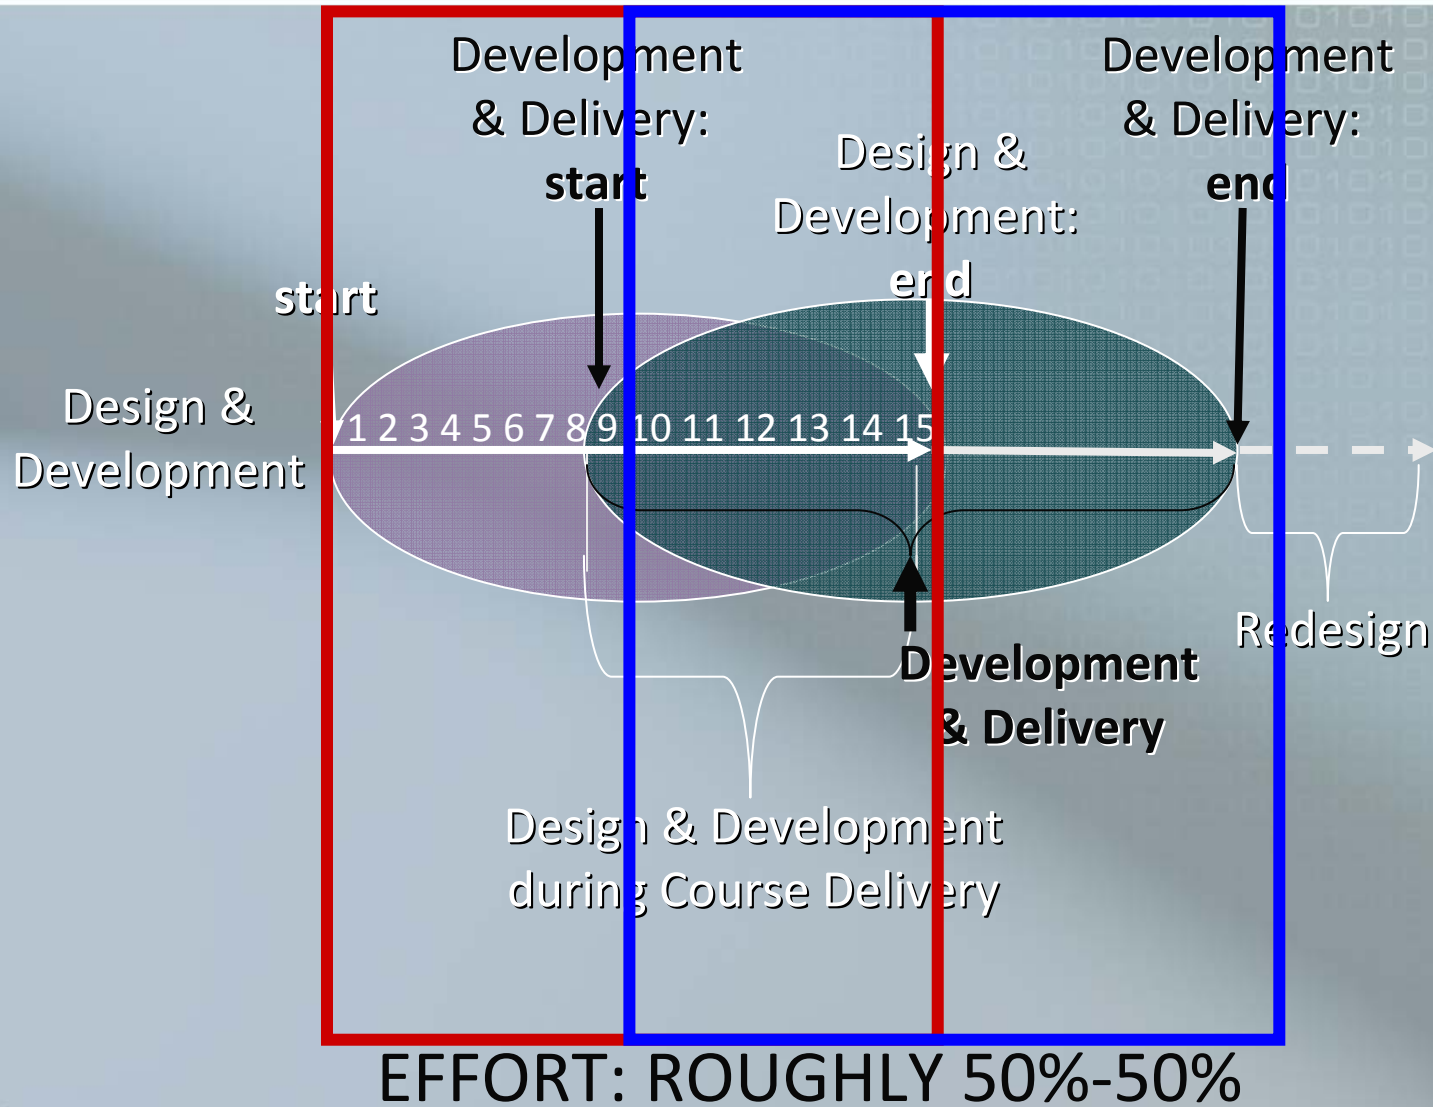 Development
& Delivery:
start
Development
& Delivery:
end
Design &
Development:
end
start
Design &
Development
1 2 3 4 5 6 7 8 9 10 11 12 13 14 15
Redesign
Development
& Delivery
Design & Development
during Course Delivery
EFFORT: ROUGHLY 50%-50%